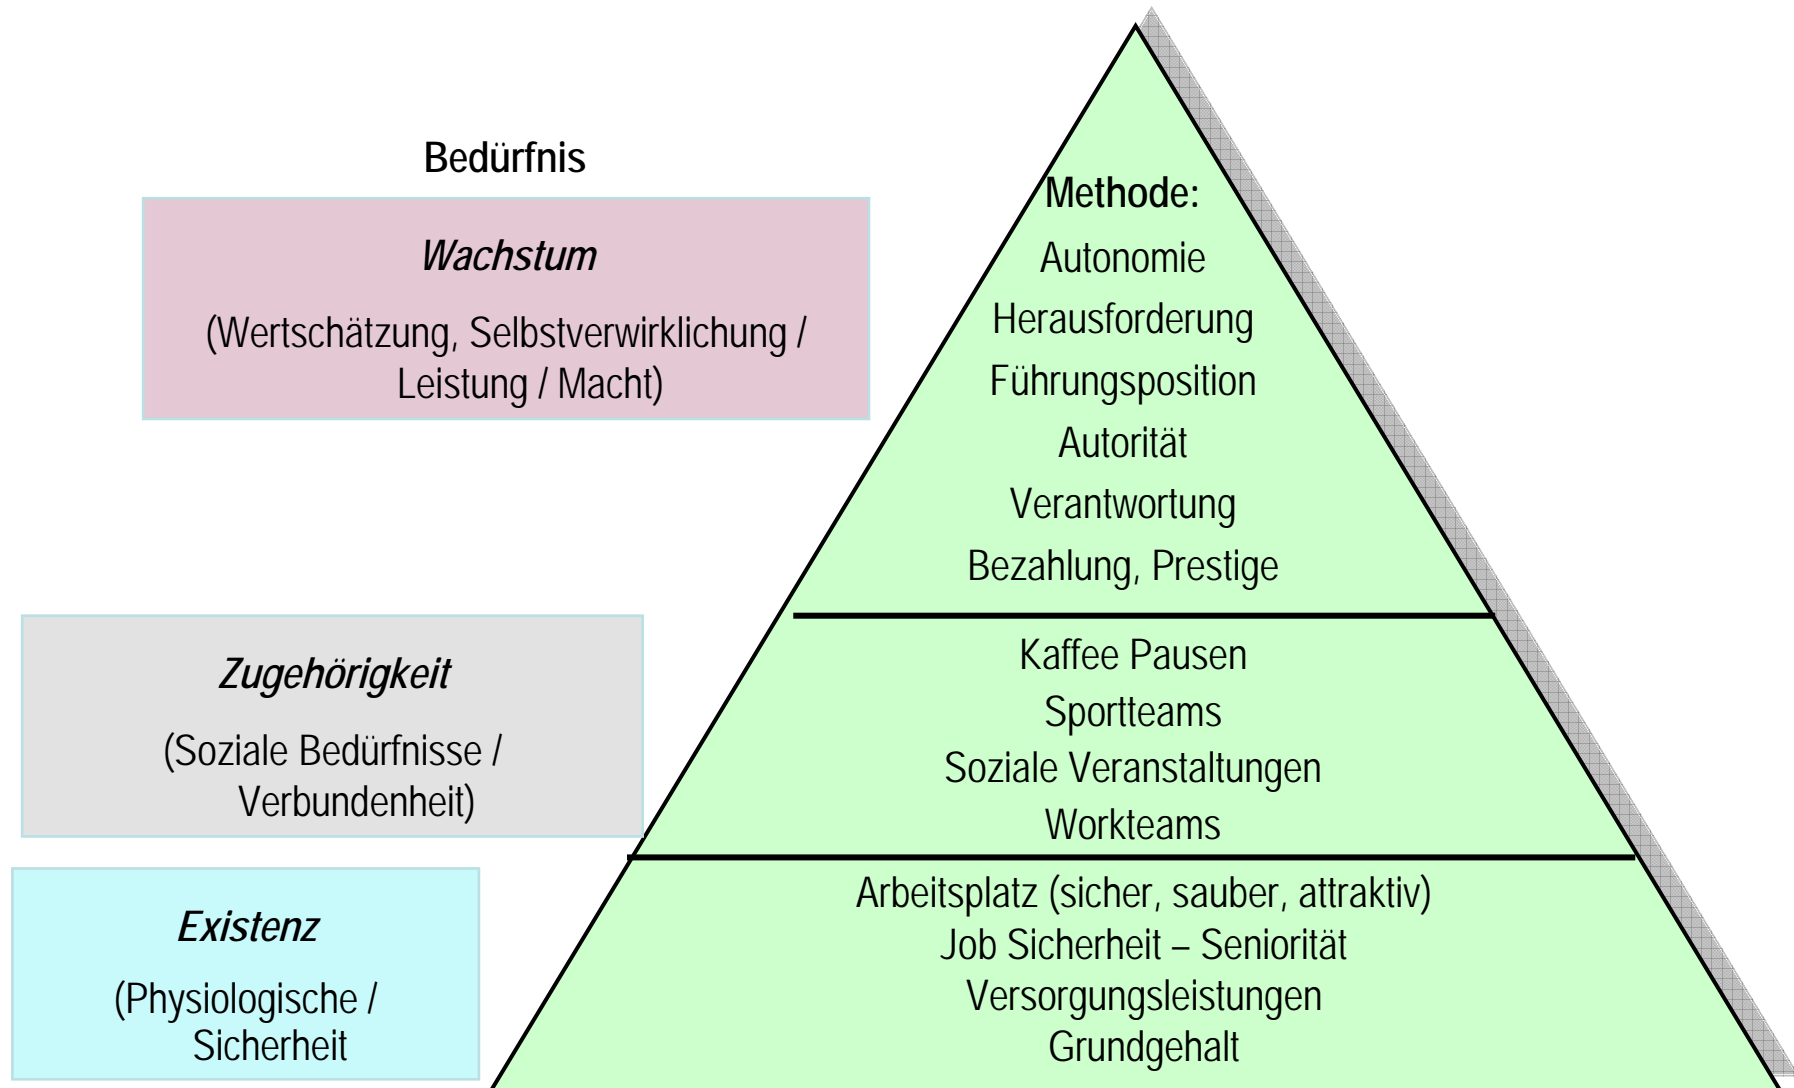 Bedürfnis
Wachstum
(Wertschätzung, Selbstverwirklichung /
Leistung / Macht)
Zugehörigkeit
(Soziale Bedürfnisse /
Verbundenheit)
Existenz
(Physiologische /
Sicherheit
Methode:
Autonomie
Herausforderung
Führungsposition
Autorität
Verantwortung
Bezahlung, Prestige
Kaffee Pausen
Sportteams
Soziale Veranstaltungen
Workteams
Arbeitsplatz (sicher, sauber, attraktiv)
Job Sicherheit – Seniorität
Versorgungsleistungen
Grundgehalt